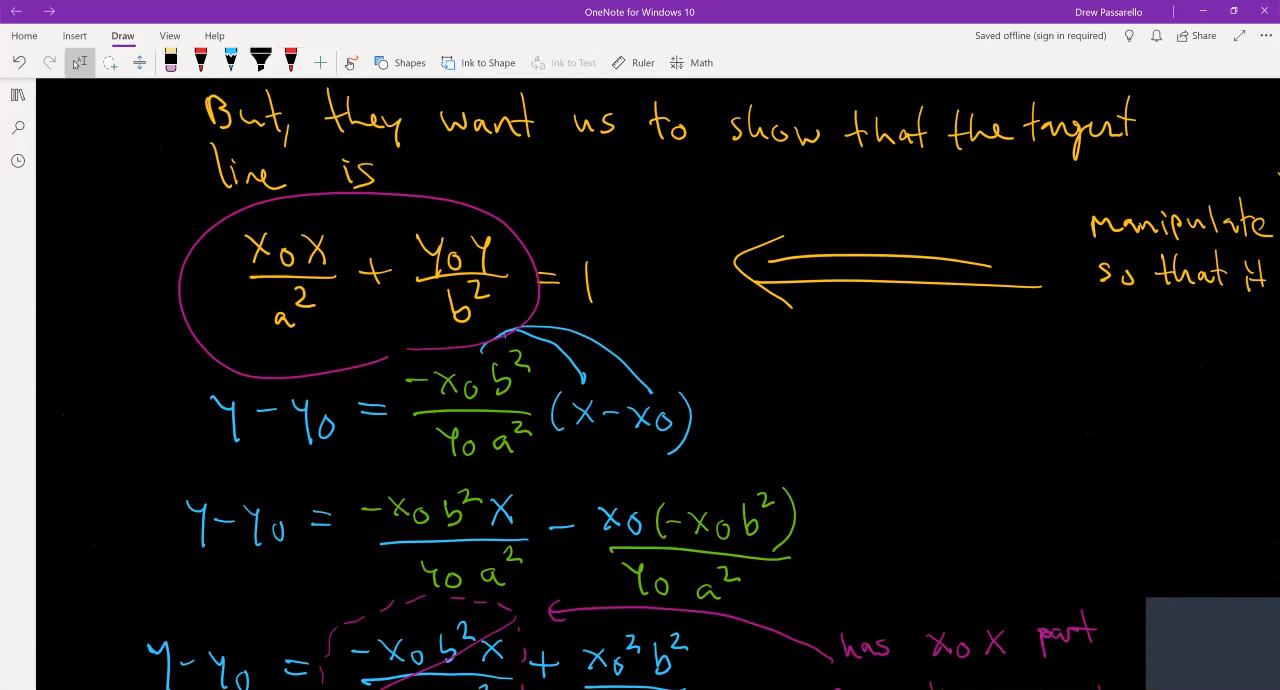 OneNote for Windows 10
Drew Passarello
Home Insert Draw View Help
Saved offline (sign in required) Share
Shapes Ink to Shape Ink to Text Ruler Math
But, they want us to show that the tangent
line is
manipulate
so that it
x₀x/a² + y₀y/b² = 1
y - y₀ = -x₀b²/y₀a² (x - x₀)
y - y₀ = -x₀b²x/y₀a² - x₀(-x₀b²)/y₀a²
has x₀x part
y - y₀ = -x₀b²x + x₀²b²